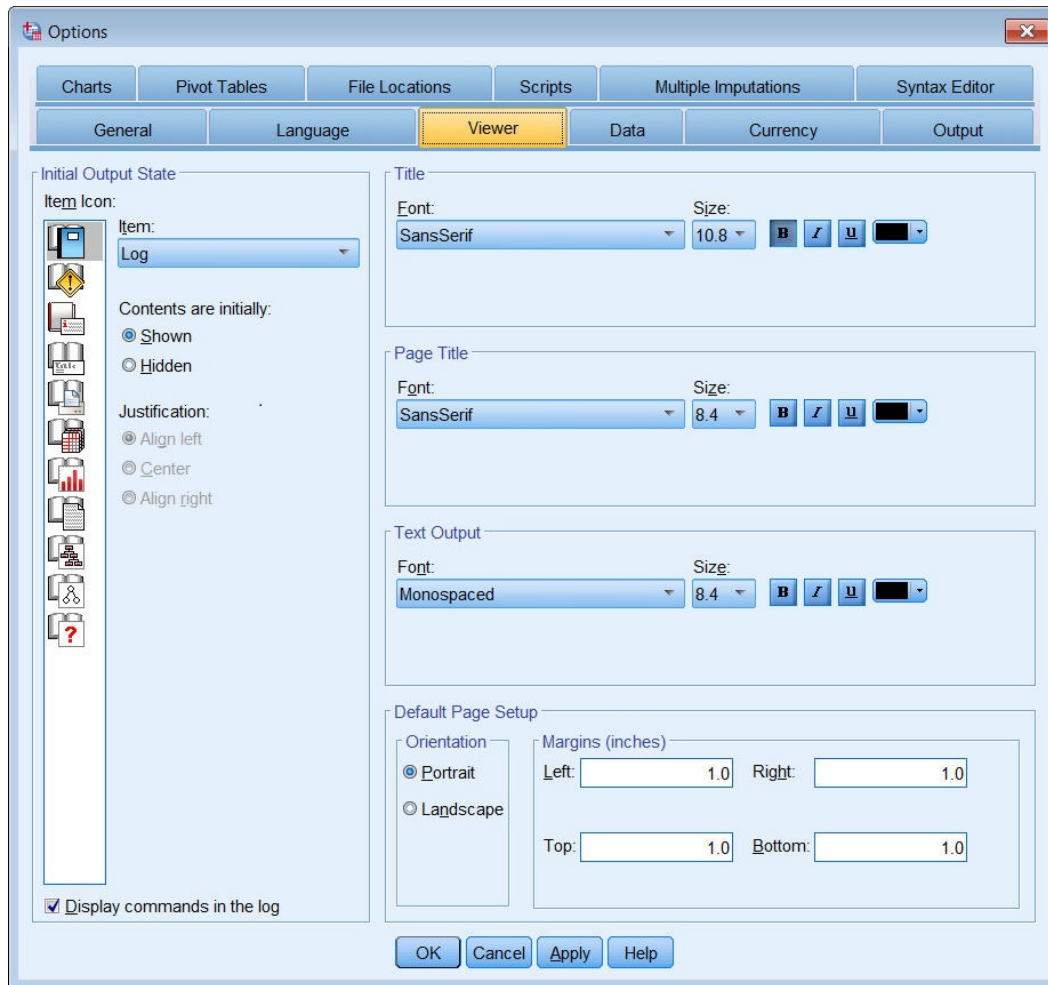 Options
Charts
Pivot Tables
File Locations
Scripts
Multiple Imputations
Syntax Editor
General
Language
Viewer
Data
Currency
Output
Initial Output State
Item Icon:
Item:
Log
Contents are initially:
Shown
Hidden
Justification:
Align left
Center
Align right
Display commands in the log
Title
Font:
Size:
SansSerif
10.8
B I u
Page Title
Font:
Size:
SansSerif
8.4
B I u
Text Output
Font:
Size:
Monospaced
8.4
B I u
Default Page Setup
Orientation
Portrait
Landscape
Margins (inches)
Left: 1.0 Right: 1.0
Top: 1.0 Bottom: 1.0
OK
Cancel
Apply
Help